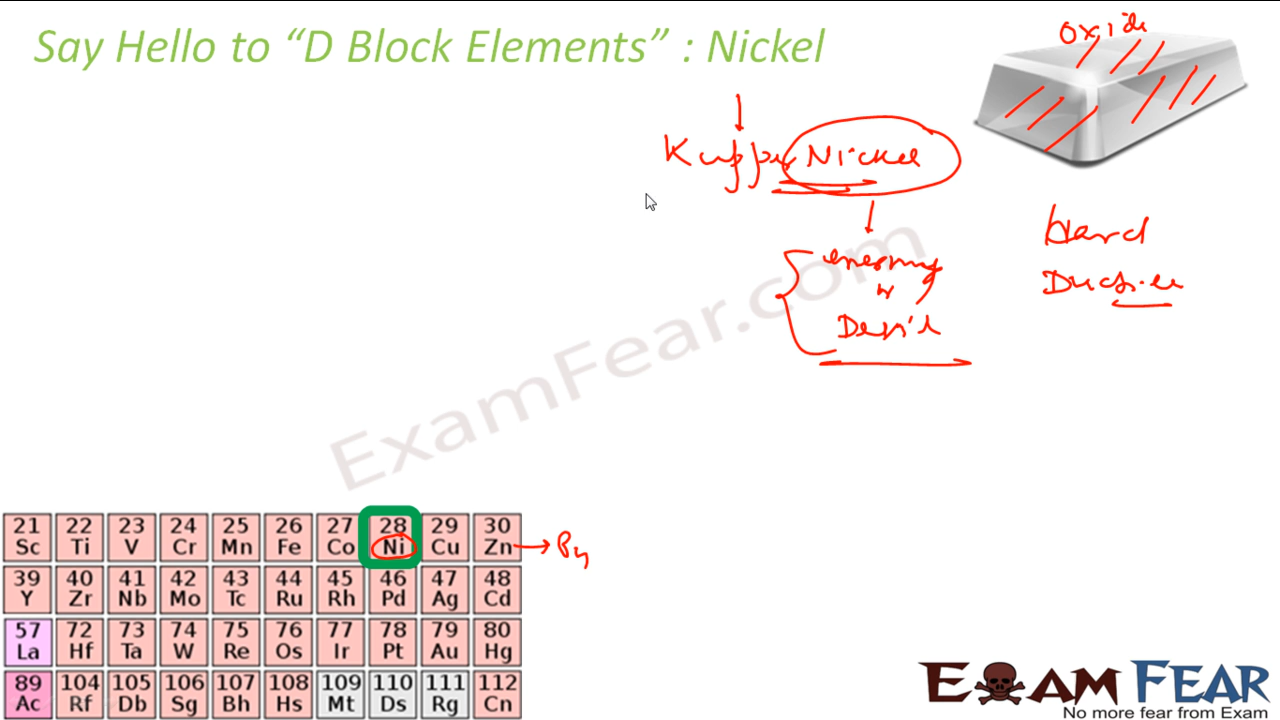 Say Hello to “D Block Elements” : Nickel
Oxide
Kupper Nickel
Hard
Devil
ExamFear.com
21 22 23 24 25 26 27 28 29 30
Sc Ti V Cr Mn Fe Co Ni Cu Zn
39 40 41 42 43 44 45 46 47 48
Y Zr Nb Mo Tc Ru Rh Pd Ag Cd
57 72 73 74 75 76 77 78 79 80
La Hf Ta W Re Os Ir Pt Au Hg
89 104 105 106 107 108 109 110 111 112
Ac Rf Db Sg Bh Hs Mt Ds Rg Cn
EXAM FEAR
No more fear from Exam